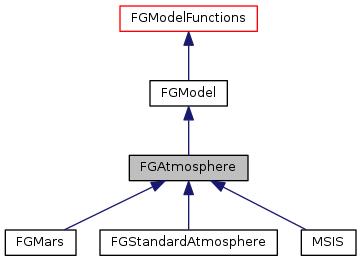 FGModelFunctions
FGModel
FGAtmosphere
FGMars
FGStandardAtmosphere
MSIS